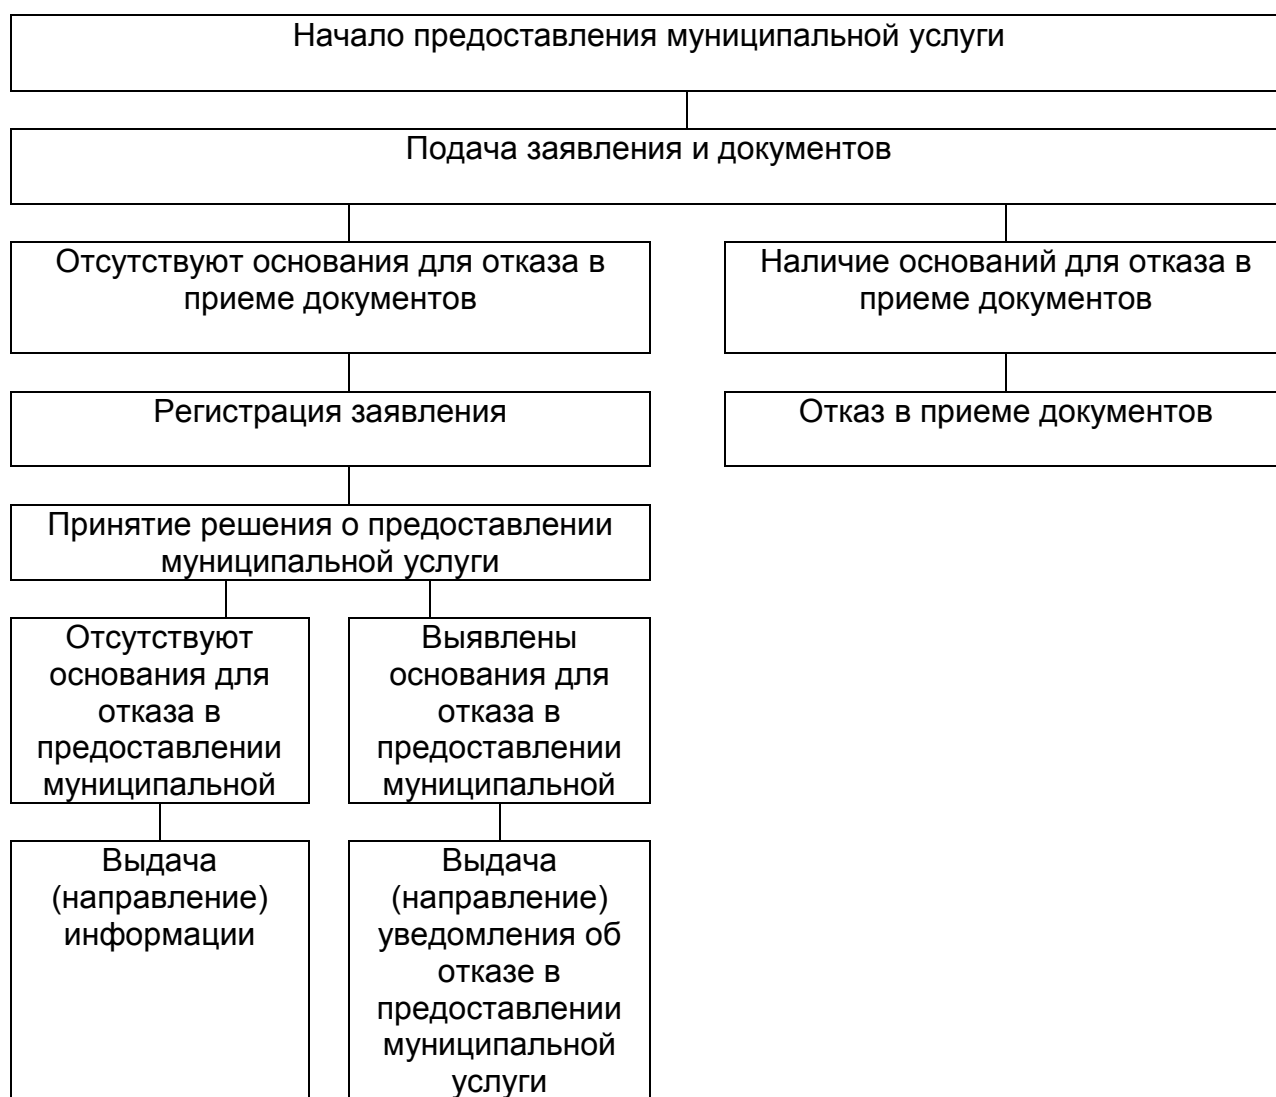 Начало предоставления муниципальной услуги
Подача заявления и документов
Отсутствуют основания для отказа в
приеме документов
Наличие оснований для отказа в
приеме документов
Регистрация заявления
Отказ в приеме документов
Принятие решения о предоставлении
муниципальной услуги
Отсутствуют
основания для
отказа в
предоставлении
муниципальной
Выявлены
основания для
отказа в
предоставлении
муниципальной
Выдача
(направление)
информации
Выдача
(направление)
уведомления об
отказе в
предоставлении
муниципальной
услуги